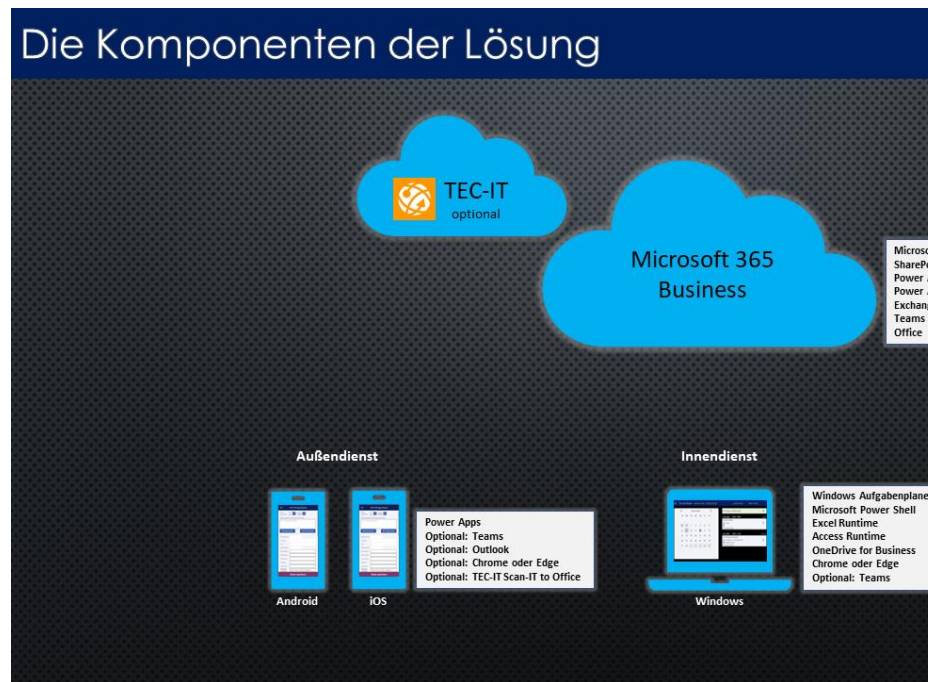 Die Komponenten der Lösung
TEC-IT
optional
Microsoft 365
Business
Power
Power
Teams
Office
Außendienst
Innendienst
Power Apps
Optional: Teams
Optional: Outlook
Optional: Chrome oder Edge
Optional: TEC-IT Scan-IT to Office
Android
iOS
Windows
Microsoft Power Shell
Excel Runtime
Access Runtime
OneDrive for Business
Chrome oder Edge
Optional: Teams
Windows